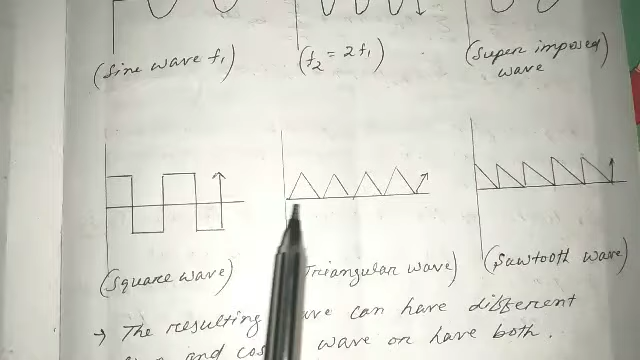 (Sine wave f1) (f2 = 2f1) (Super imposed
wave
(Square wave) Triangular wave) (Sawtooth wave)
→ The resulting can have different
and wave or have both.